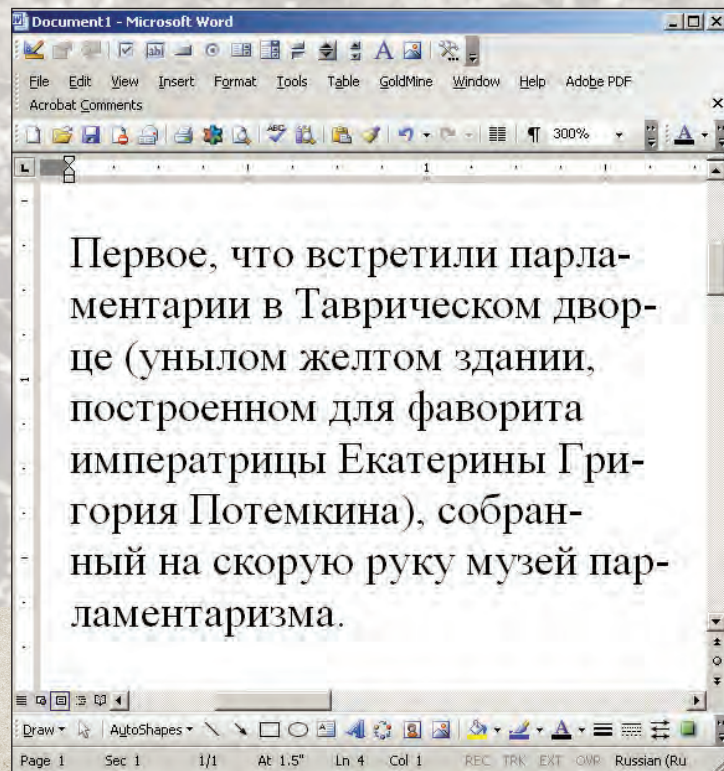 Document1 - Microsoft Word
File Edit View Insert Format Tools Table GoldMine Window Help Adobe PDF
Acrobat Comments
300%
1
Первое, что встретили парла-
ментарии в Таврическом двор-
це (унылом желтом здании,
построенном для фаворита
императрицы Екатерины Гри-
гория Потемкина), собран-
ный на скорую руку музей пар-
ламентаризма.
Draw AutoShapes
Page 1 Sec 1 1/1 At 1.5" Ln 4 Col 1 REC TRK EXT OVR Russian (Ru